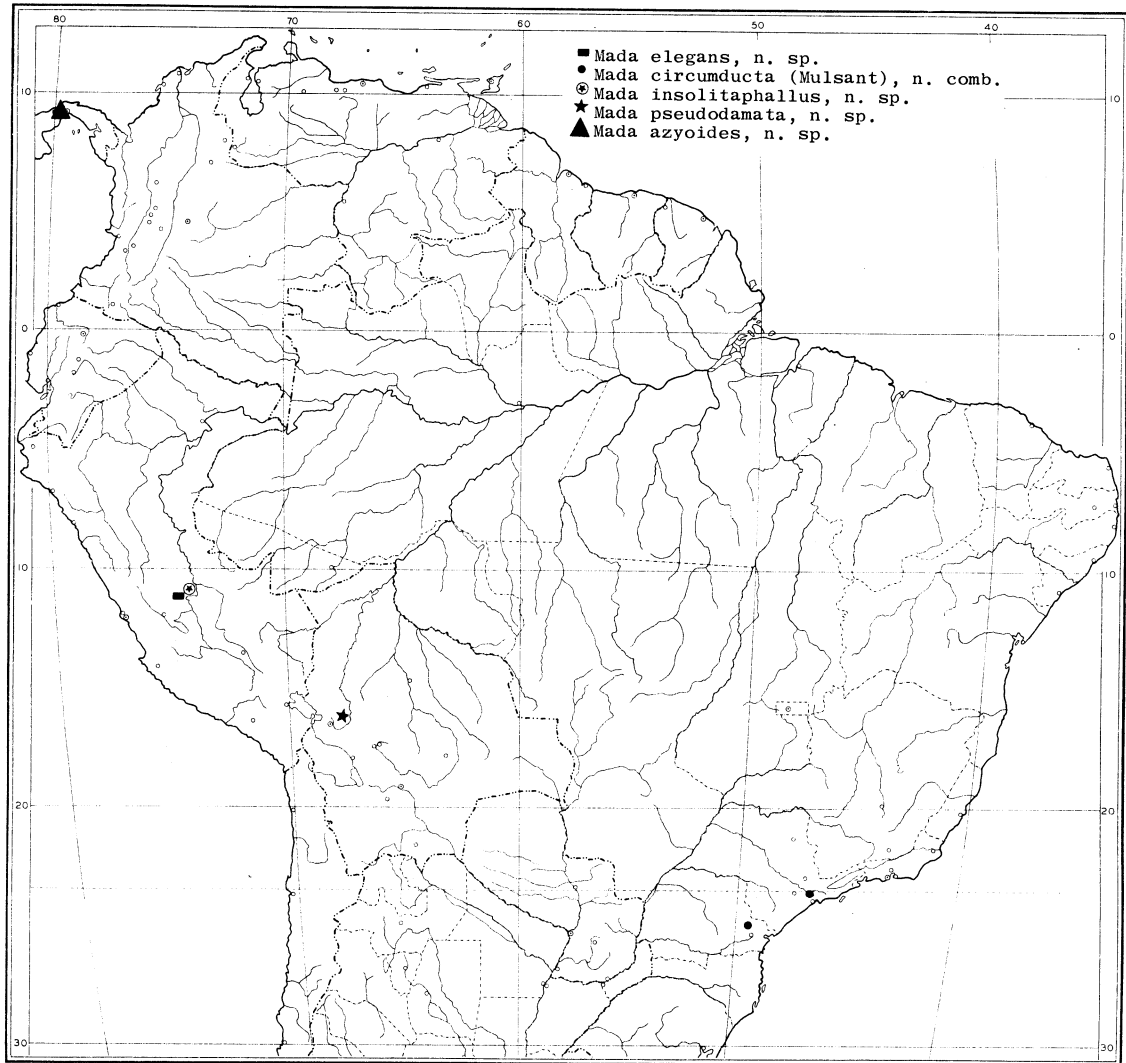 80 70 60 50 40
Mada elegans, n. sp.
Mada circumducta (Mulsant), n. comb.
Mada insolitaphallus, n. sp.
Mada pseudodamata, n. sp.
Mada azyoides, n. sp.
10 10
0 0
10 10
20 20
30 30